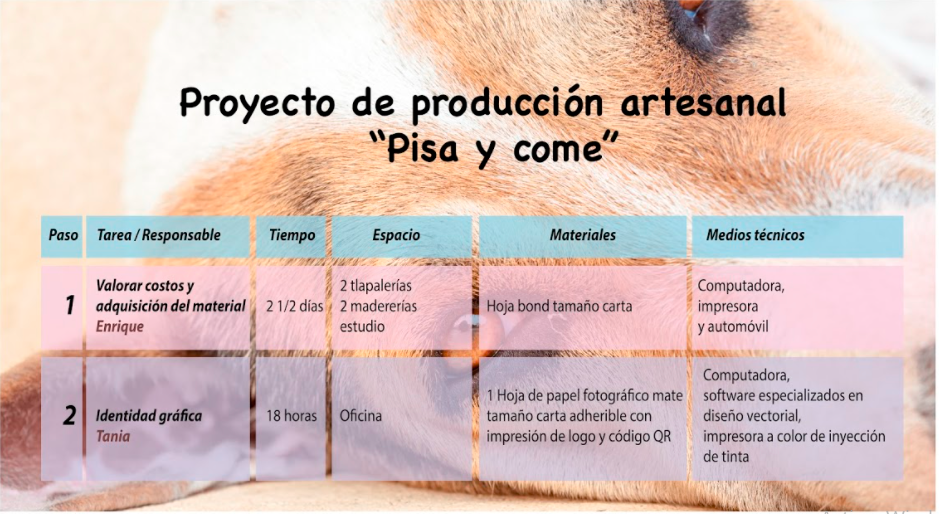 Proyecto de producción artesanal
“Pisa y come”
Paso Tarea / Responsable Tiempo Espacio Materiales Medios técnicos
1
Valorar costos y
adquisición del material
Enrique
2 1/2 días
2 tlapalerías
2 madererías
estudio
Hoja bond tamaño carta
Computadora,
impresora
y automóvil
2
Identidad gráfica
Tania
18 horas
Oficina
1 Hoja de papel fotográfico mate
tamaño carta adherible con
impresión de logo y código QR
Computadora,
software especializados en
diseño vectorial,
impresora a color de inyección
de tinta